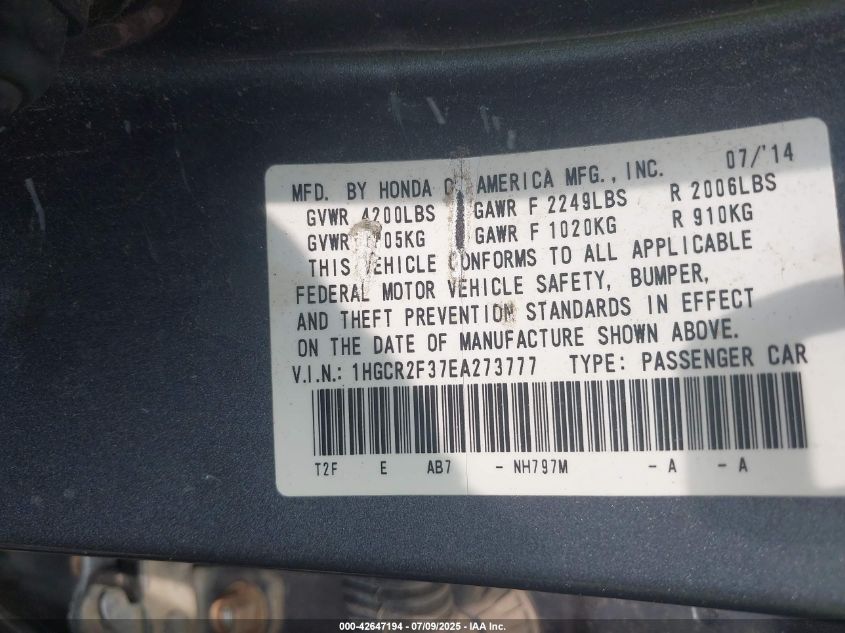 07/'14
MFD. BY HONDA AMERICA MFG., INC.
GVWR 4200LBS GAWR F 2249LBS R 2006LBS
GVWR GAWR F 1020KG R 910KG
THIS VEHICLE CONFORMS TO ALL APPLICABLE
FEDERAL MOTOR VEHICLE SAFETY, BUMPER,
AND THEFT PREVENTION STANDARDS IN EFFECT
ON THE DATE OF MANUFACTURE SHOWN ABOVE.
V.I.N.: 1HGCR2F37EA273777 TYPE: PASSENGER CAR
T2F E AB7 - NH797M - A - A
000-42647194 | 07/09/2025 - IAA Inc.